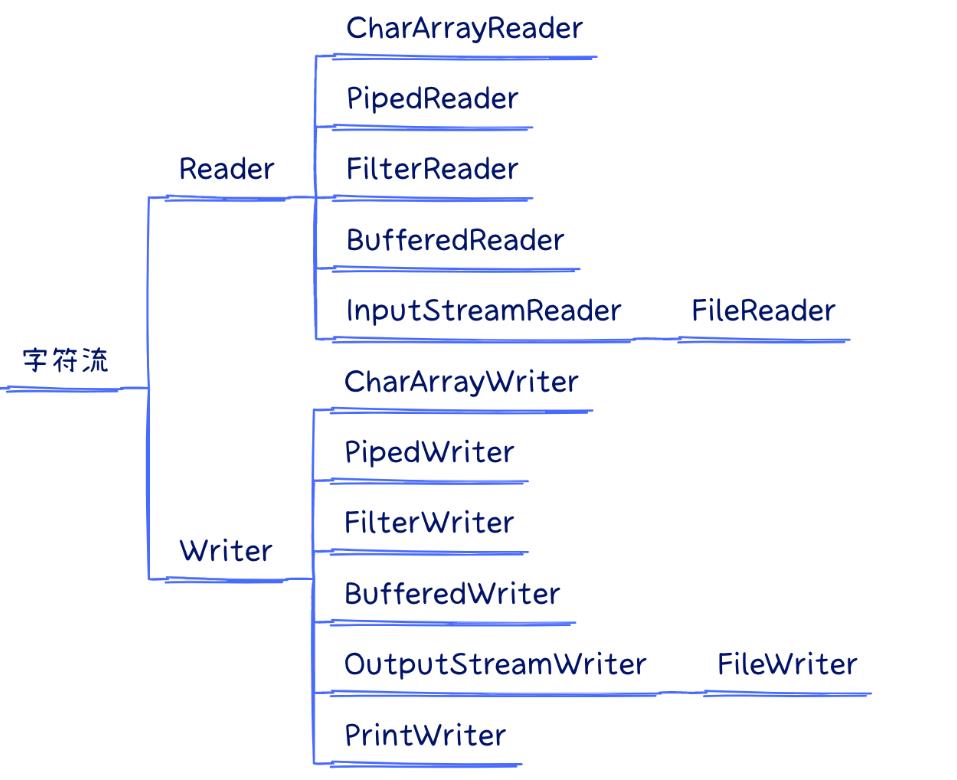 字符流
Reader
CharArrayReader
PipedReader
FilterReader
BufferedReader
InputStreamReader
FileReader
Writer
CharArrayWriter
PipedWriter
FilterWriter
BufferedWriter
OutputStreamWriter
FileWriter
PrintWriter